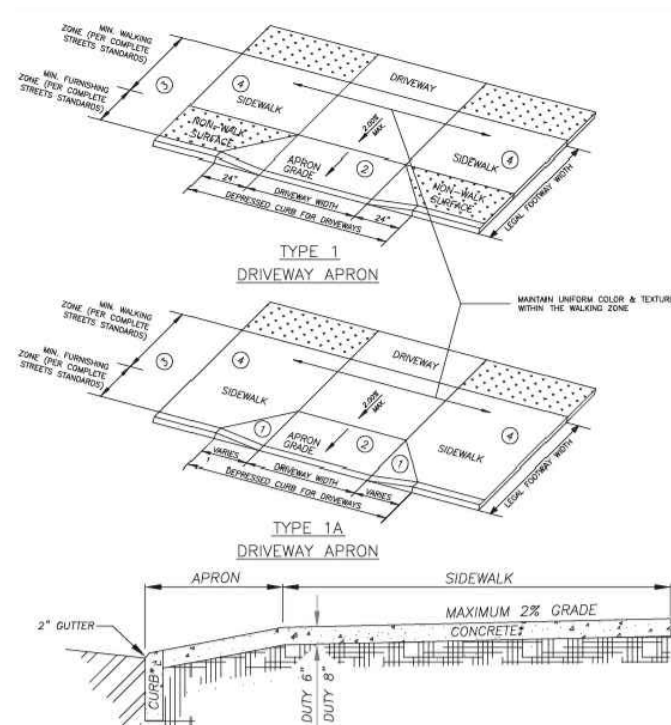 MIN. WALKING
ZONE (PER COMPLETE
STREETS STANDARDS)
MIN. FURNISHING
ZONE (PER COMPLETE
STREETS STANDARDS)
3
4
SIDEWALK
NON-WALK
SURFACE
DRIVEWAY
2.00%
MAX.
APRON
GRADE
2
SIDEWALK
4
NON-WALK
SURFACE
LEGAL FOOTWAY WIDTH
24"
DRIVEWAY WIDTH
24"
DEPRESSED CURB FOR DRIVEWAYS
TYPE 1
DRIVEWAY APRON
MAINTAIN UNIFORM COLOR & TEXTURE
WITHIN THE WALKING ZONE
MIN. WALKING
ZONE (PER COMPLETE
STREETS STANDARDS)
MIN. FURNISHING
ZONE (PER COMPLETE
STREETS STANDARDS)
3
4
SIDEWALK
DRIVEWAY
2.00%
MAX.
1
APRON
GRADE
2
1
SIDEWALK
4
LEGAL FOOTWAY WIDTH
VARIES
DRIVEWAY WIDTH
VARIES
DEPRESSED CURB FOR DRIVEWAYS
TYPE 1A
DRIVEWAY APRON
APRON
SIDEWALK
2" GUTTER
MAXIMUM 2% GRADE
CONCRETE
CURB
DUTY 6"
DUTY 8"